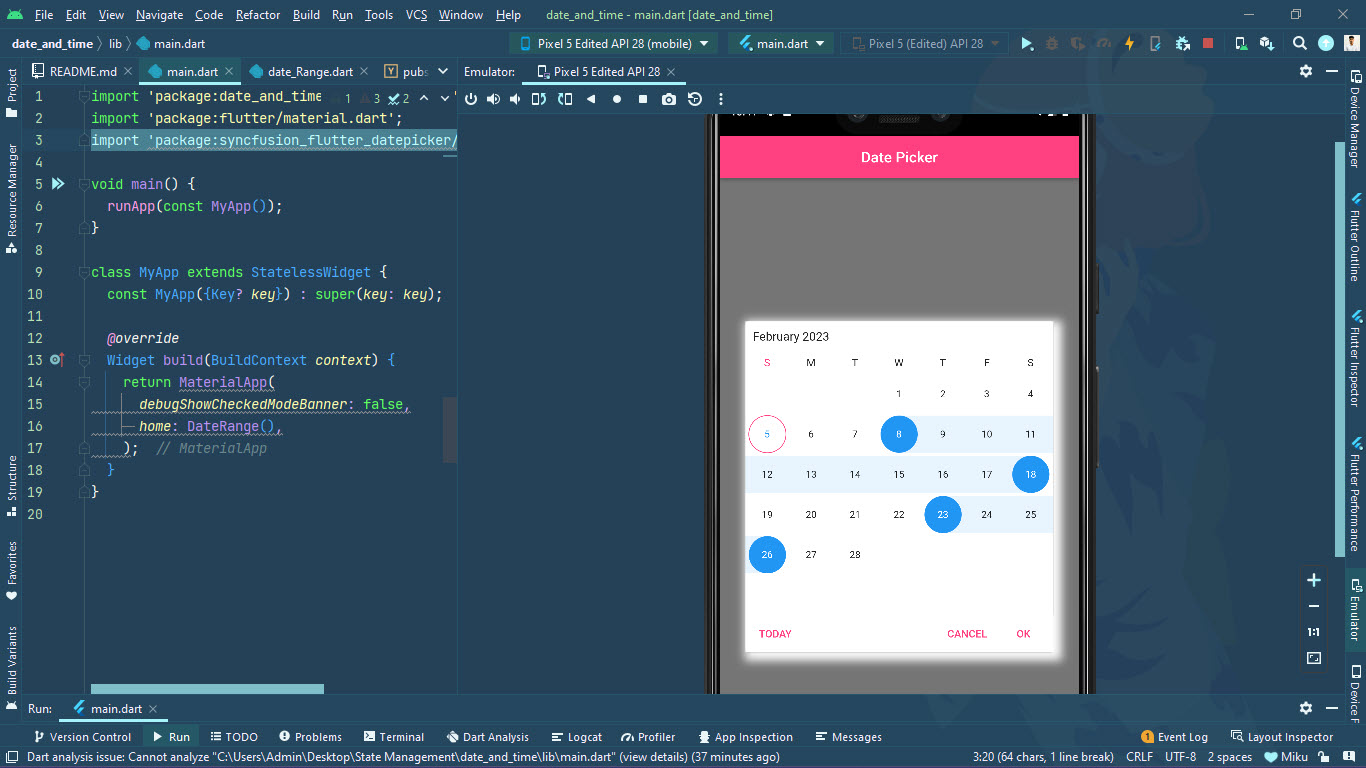 File Edit View Navigate Code Refactor Build Run Tools VCS Window Help date_and_time - main.dart [date_and_time]
date_and_time lib main.dart Pixel 5 Edited API 28 (mobile) main.dart Pixel 5 (Edited) API 28
README.md main.dart date_Range.dart pubs Emulator: Pixel 5 Edited API 28
1 import 'package:date_and_time 1 3 2
2 import 'package:flutter/material.dart';
3 import 'package:syncfusion_flutter_datepicker/
4
5 void main() {
6 runApp(const MyApp());
7 }
8
9 class MyApp extends StatelessWidget {
10 const MyApp({Key? key}) : super(key: key);
11
12 @override
13 Widget build(BuildContext context) {
14 return MaterialApp(
15 debugShowCheckedModeBanner: false,
16 home: DateRange(),
17 ); // MaterialApp
18 }
19 }
20
Project
Resource Manager
Structure
Favorites
Build Variants
Date Picker
February 2023
S M T W T F S
1 2 3 4
5 6 7 8 9 10 11
12 13 14 15 16 17 18
19 20 21 22 23 24 25
26 27 28
TODAY CANCEL OK
1:1
Device Manager
Flutter Outline
Flutter Inspector
Flutter Performance
Emulator
Device F
Run: main.dart
Version Control Run TODO Problems Terminal Dart Analysis Logcat Profiler App Inspection Messages 1 Event Log Layout Inspector
Dart analysis issue: Cannot analyze "C:\Users\Admin\Desktop\State Management\date_and_time\lib\main.dart" (view details) (37 minutes ago) 3:20 (64 chars, 1 line break) CRLF UTF-8 2 spaces Miku